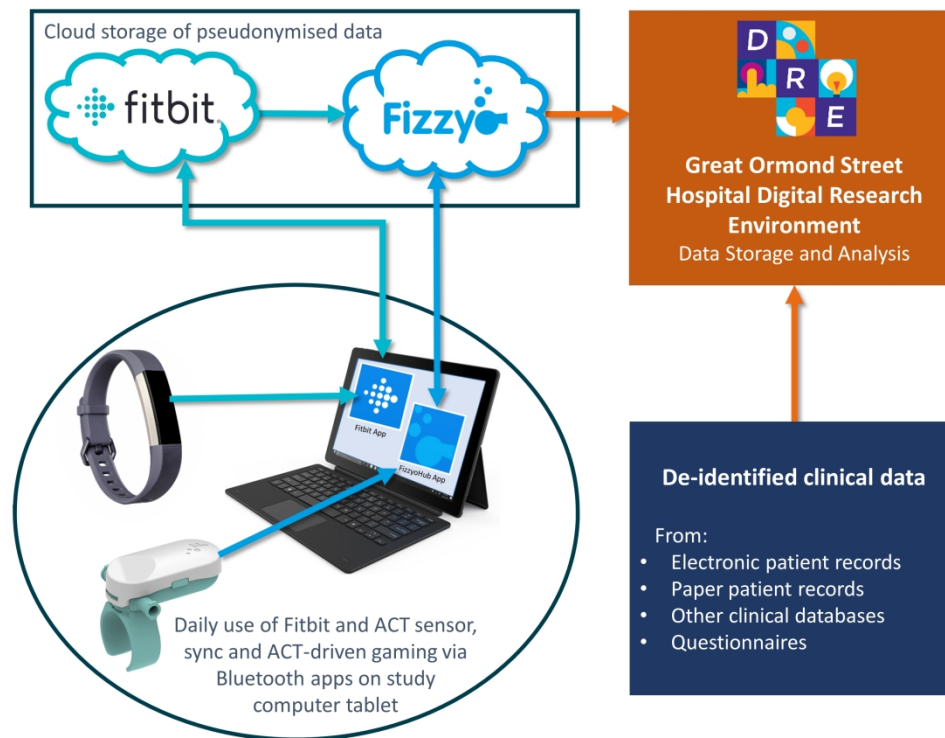 Cloud storage of pseudonymised data
fitbit
Fizzyo
D
R
E
Great Ormond Street
Hospital Digital Research
Environment
Data Storage and Analysis
Fitbit App
FizzyoHub App
Daily use of Fitbit and ACT sensor,
sync and ACT-driven gaming via
Bluetooth apps on study
computer tablet
De-identified clinical data
From:
• Electronic patient records
• Paper patient records
• Other clinical databases
• Questionnaires